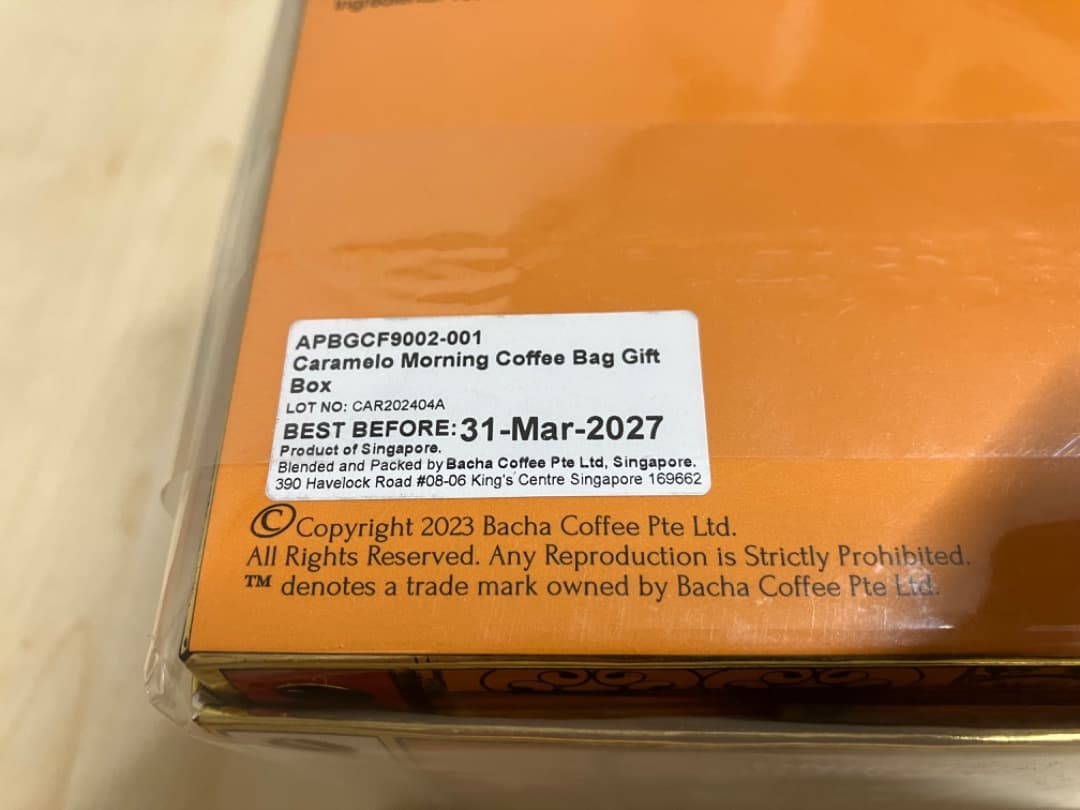 APBGCF9002-001
Caramelo Morning Coffee Bag Gift
Box
LOT NO: CAR202404A
BEST BEFORE: 31-Mar-2027
Product of Singapore.
Blended and Packed by Bacha Coffee Pte Ltd, Singapore.
390 Havelock Road #08-06 King's Centre Singapore 169662
© Copyright 2023 Bacha Coffee Pte Ltd.
All Rights Reserved. Any Reproduction is Strictly Prohibited.
™ denotes a trade mark owned by Bacha Coffee Pte Ltd.